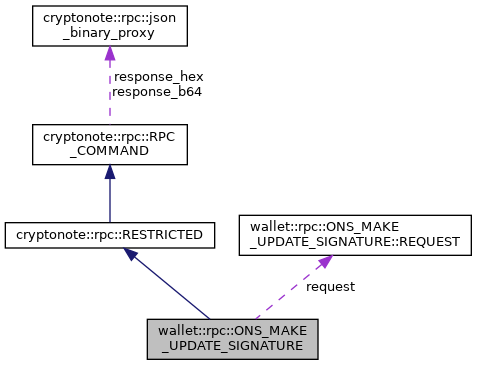 cryptonote::rpc::json
_binary_proxy
response_hex
response_b64
cryptonote::rpc::RPC
_COMMAND
cryptonote::rpc::RESTRICTED
wallet::rpc::ONS_MAKE
_UPDATE_SIGNATURE::REQUEST
request
wallet::rpc::ONS_MAKE
_UPDATE_SIGNATURE